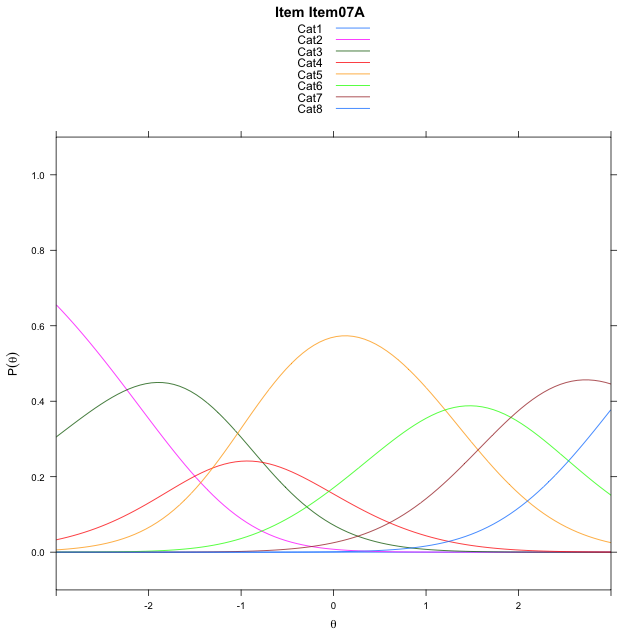 Item Item07A
Cat1
Cat2
Cat3
Cat4
Cat5
Cat6
Cat7
Cat8
1.0
0.8
0.6
0.4
0.2
0.0
P(θ)
-2 -1 0 1 2
θ